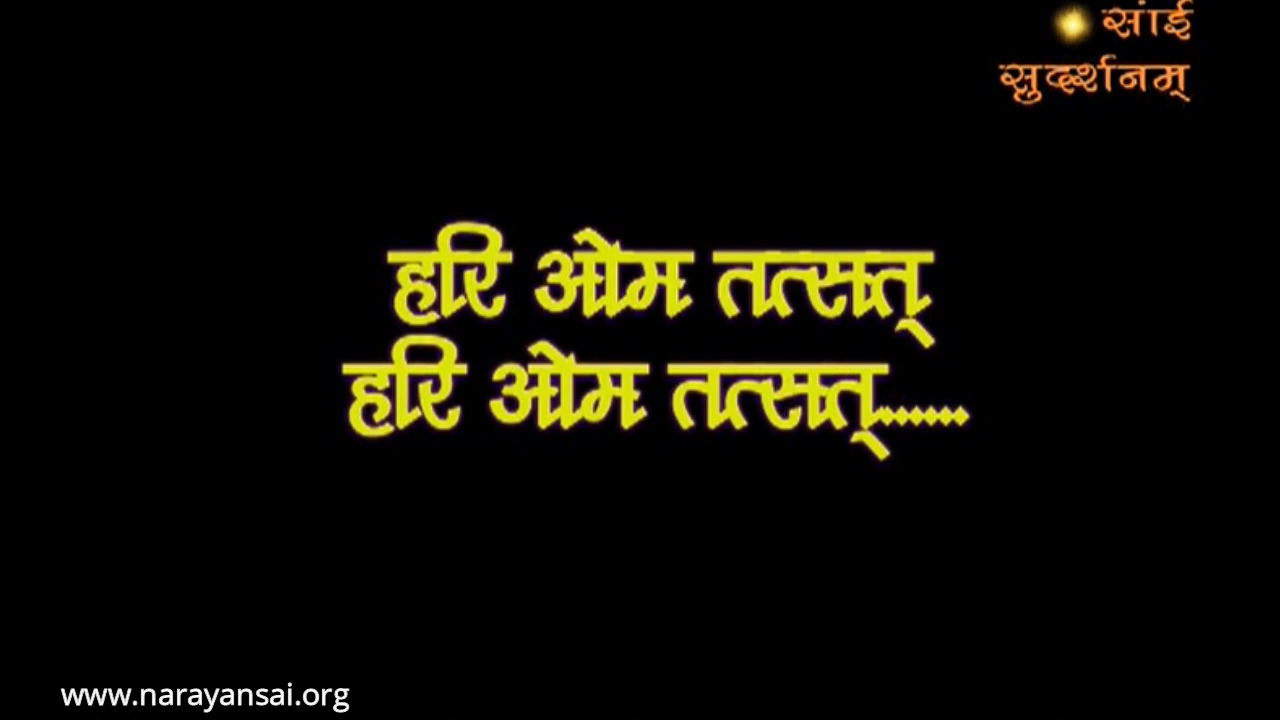 सांई
सुदर्शनम्
हरि ओम तत्सत्
हरि ओम तत्सत्......
www.narayansai.org